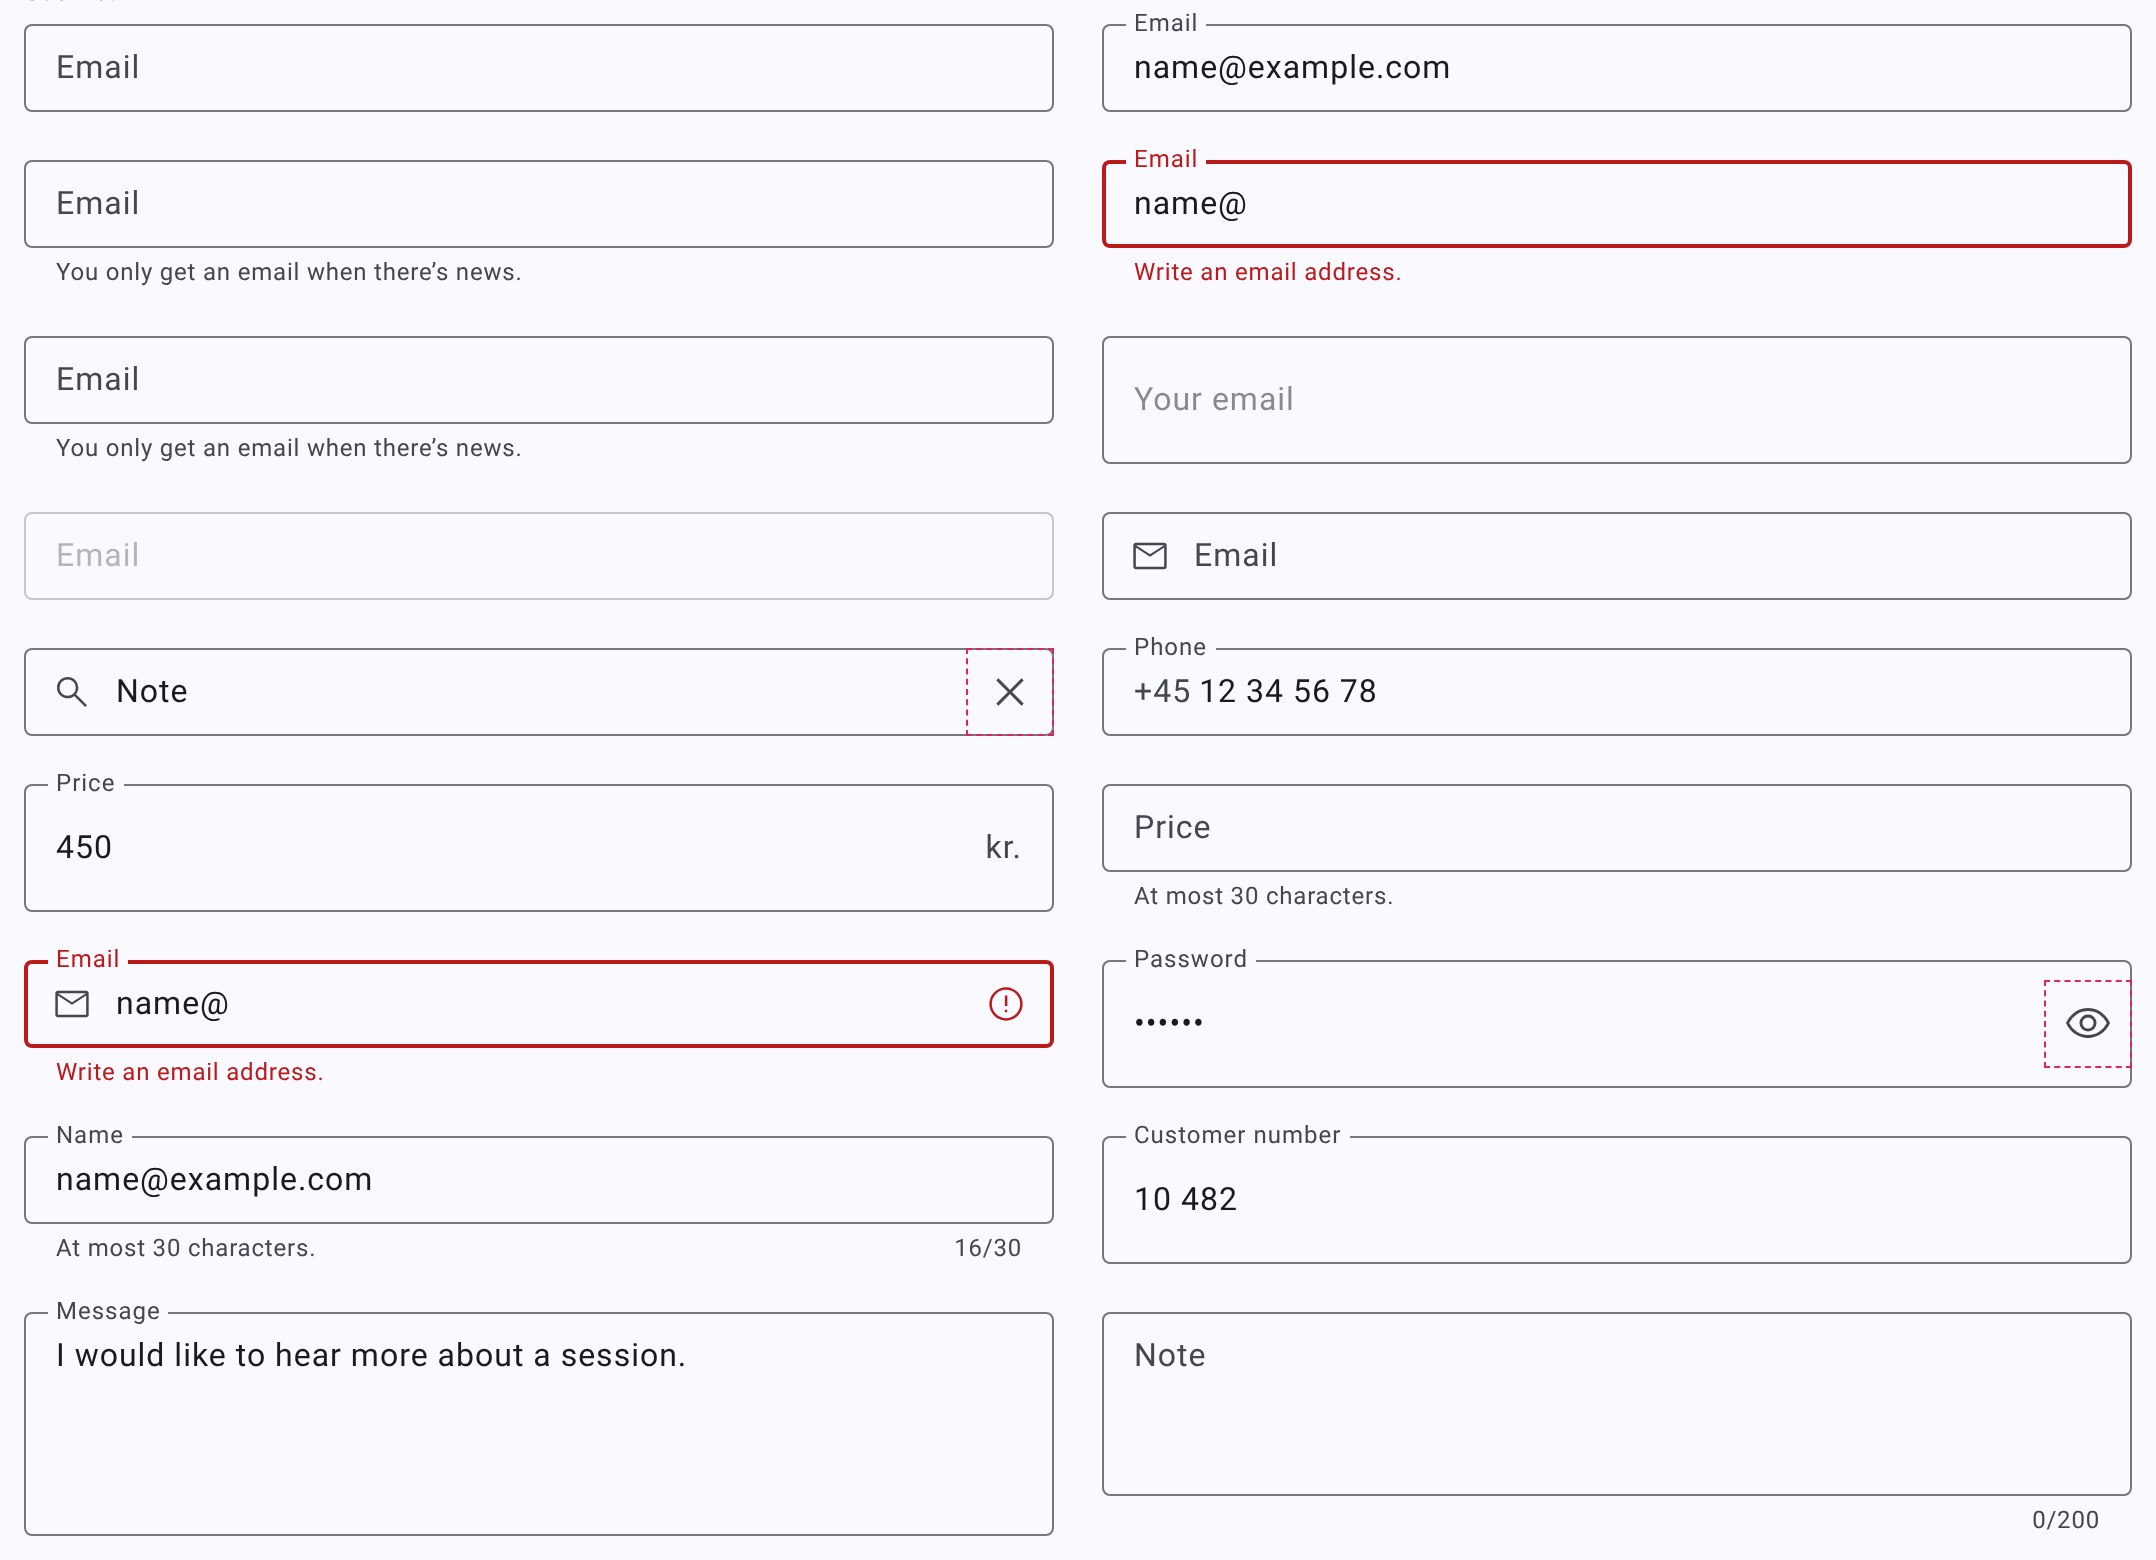 Email
Email
name@example.com
Email
You only get an email when there’s news.
Email
name@
Write an email address.
Email
You only get an email when there’s news.
Your email
Email
Email
Note
Phone
+45 12 34 56 78
Price
450 kr.
Price
At most 30 characters.
Email
name@
Write an email address.
Password
••••••
Name
name@example.com
At most 30 characters. 16/30
Customer number
10 482
Message
I would like to hear more about a session.
Note
0/200